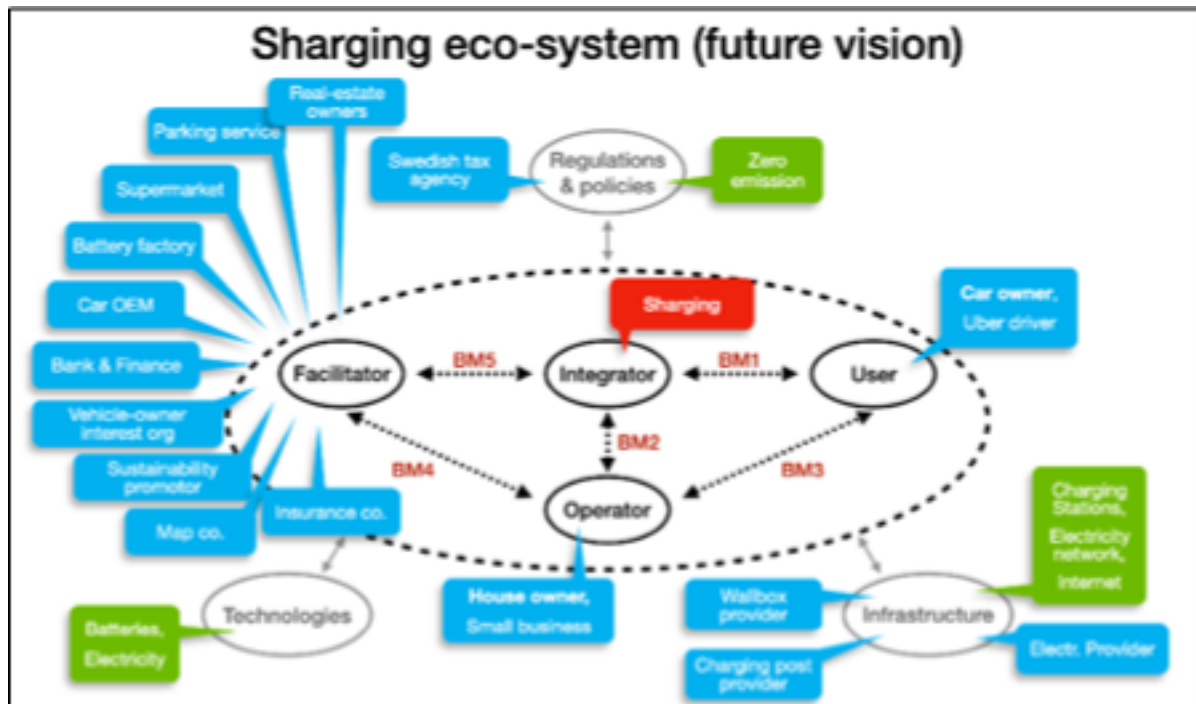 Sharging eco-system (future vision)
Real-estate
owners
Parking service
Supermarket
Battery factory
Car OEM
Bank & Finance
Vehicle-owner
interest org
Sustainability
promotor
Map co.
Insurance co.
Swedish tax
agency
Regulations
& policies
Zero
emission
Sharging
Car owner,
Uber driver
Facilitator
BM5
Integrator
BM1
User
BM2
BM4
BM3
Operator
House owner,
Small business
Technologies
Batteries,
Electricity
Charging
Stations,
Electricity
network,
Internet
Wallbox
provider
Infrastructure
Charging post
provider
Electr. Provider